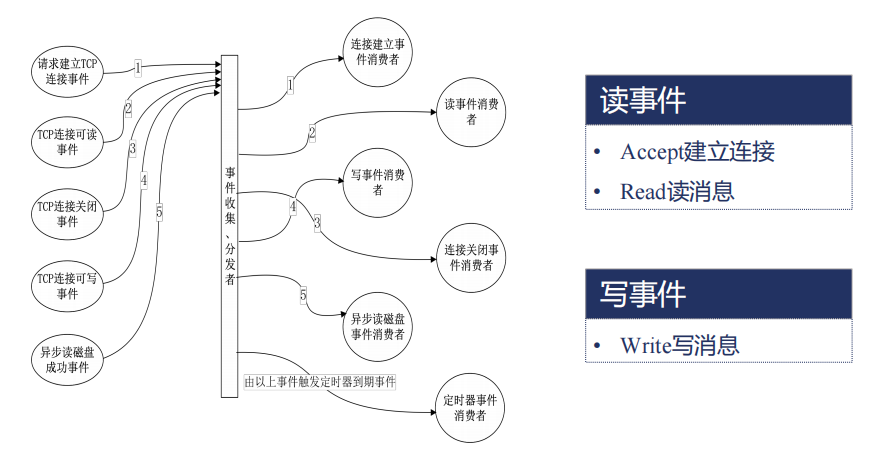 请求建立TCP
连接事件
TCP连接可读
事件
TCP连接关闭
事件
TCP连接可写
事件
异步读磁盘
成功事件
1
2
3
4
5
事件收集、分发者
1
2
4
3
5
由以上事件触发定时器到期事件
连接建立事
件消费者
读事件消费
者
写事件消费
者
连接关闭事
件消费者
异步读磁盘
事件消费者
定时器事件
消费者
读事件
• Accept建立连接
• Read读消息
写事件
• Write写消息